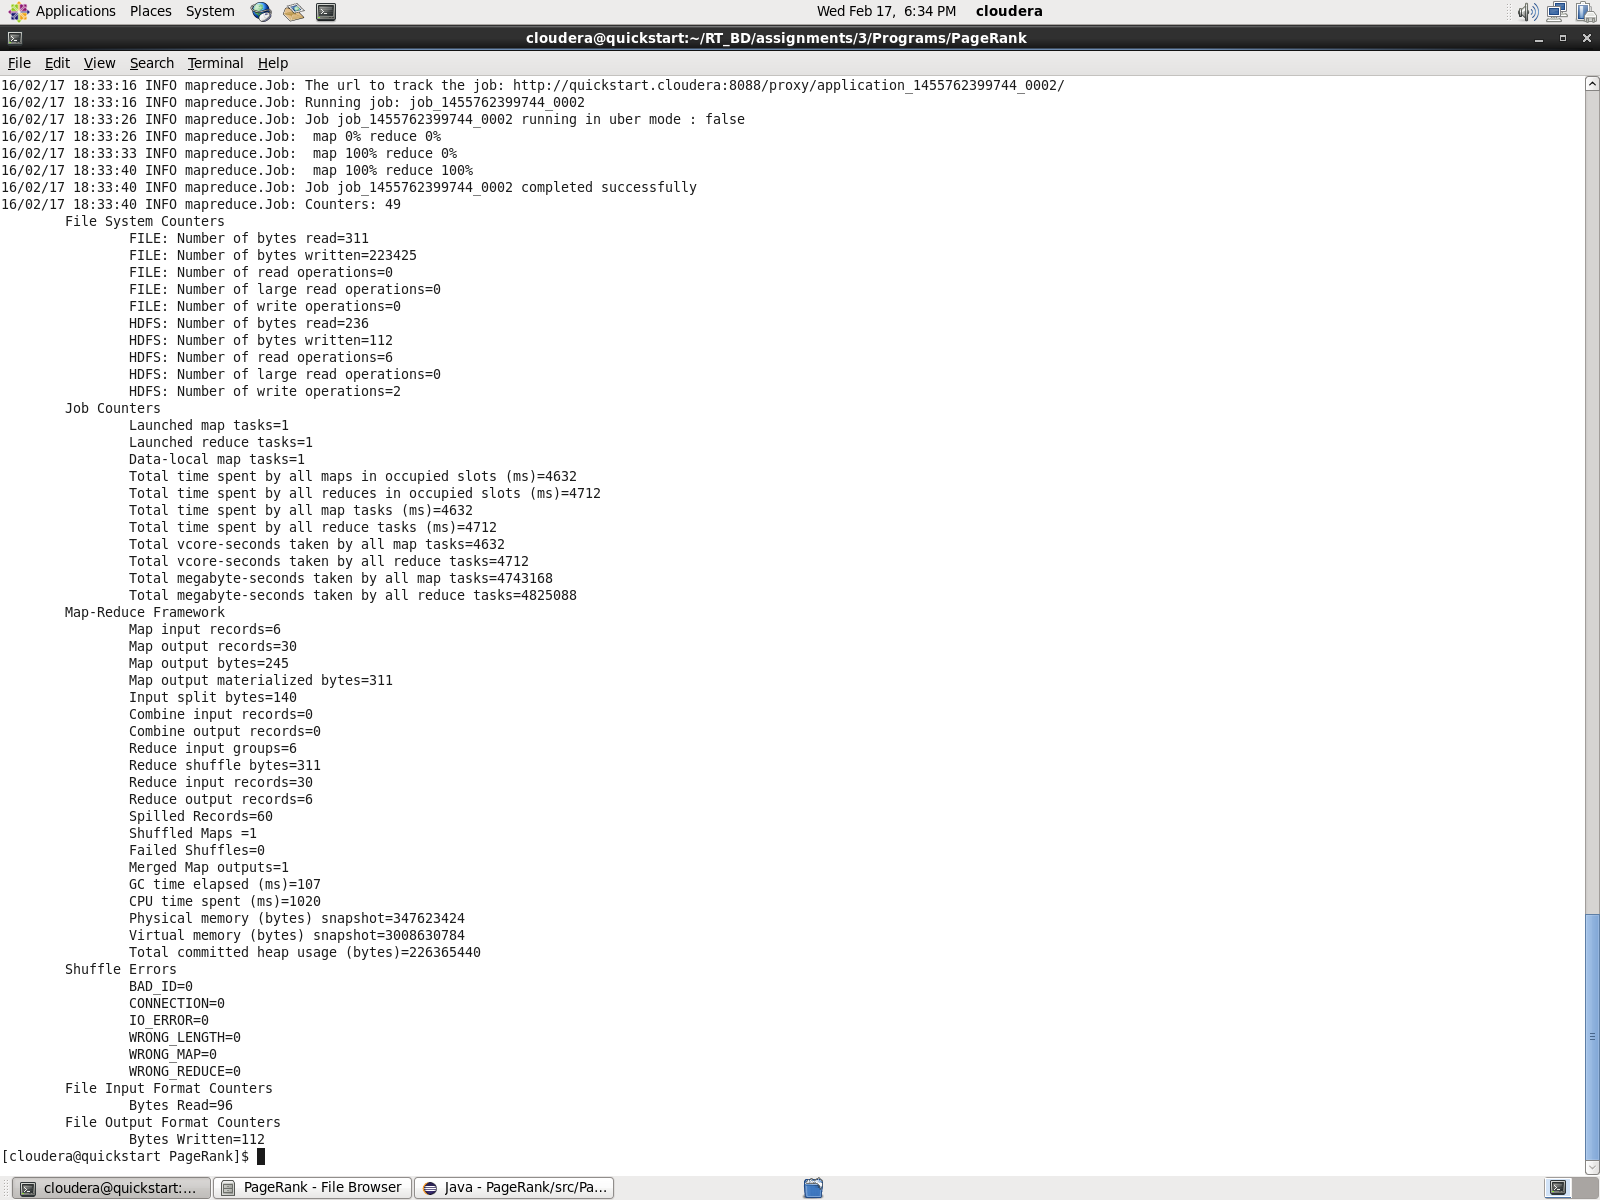 Applications Places System Wed Feb 17, 6:34 PM cloudera
cloudera@quickstart:~/RT_BD/assignments/3/Programs/PageRank
File Edit View Search Terminal Help
16/02/17 18:33:16 INFO mapreduce.Job: The url to track the job: http://quickstart.cloudera:8088/proxy/application_1455762399744_0002/
16/02/17 18:33:16 INFO mapreduce.Job: Running job: job_1455762399744_0002
16/02/17 18:33:26 INFO mapreduce.Job: Job job_1455762399744_0002 running in uber mode : false
16/02/17 18:33:26 INFO mapreduce.Job:  map 0% reduce 0%
16/02/17 18:33:33 INFO mapreduce.Job:  map 100% reduce 0%
16/02/17 18:33:40 INFO mapreduce.Job:  map 100% reduce 100%
16/02/17 18:33:40 INFO mapreduce.Job: Job job_1455762399744_0002 completed successfully
16/02/17 18:33:40 INFO mapreduce.Job: Counters: 49
File System Counters
FILE: Number of bytes read=311
FILE: Number of bytes written=223425
FILE: Number of read operations=0
FILE: Number of large read operations=0
FILE: Number of write operations=0
HDFS: Number of bytes read=236
HDFS: Number of bytes written=112
HDFS: Number of read operations=6
HDFS: Number of large read operations=0
HDFS: Number of write operations=2
Job Counters
Launched map tasks=1
Launched reduce tasks=1
Data-local map tasks=1
Total time spent by all maps in occupied slots (ms)=4632
Total time spent by all reduces in occupied slots (ms)=4712
Total time spent by all map tasks (ms)=4632
Total time spent by all reduce tasks (ms)=4712
Total vcore-seconds taken by all map tasks=4632
Total vcore-seconds taken by all reduce tasks=4712
Total megabyte-seconds taken by all map tasks=4743168
Total megabyte-seconds taken by all reduce tasks=4825088
Map-Reduce Framework
Map input records=6
Map output records=30
Map output bytes=245
Map output materialized bytes=311
Input split bytes=140
Combine input records=0
Combine output records=0
Reduce input groups=6
Reduce shuffle bytes=311
Reduce input records=30
Reduce output records=6
Spilled Records=60
Shuffled Maps =1
Failed Shuffles=0
Merged Map outputs=1
GC time elapsed (ms)=107
CPU time spent (ms)=1020
Physical memory (bytes) snapshot=347623424
Virtual memory (bytes) snapshot=3008630784
Total committed heap usage (bytes)=226365440
Shuffle Errors
BAD_ID=0
CONNECTION=0
IO_ERROR=0
WRONG_LENGTH=0
WRONG_MAP=0
WRONG_REDUCE=0
File Input Format Counters
Bytes Read=96
File Output Format Counters
Bytes Written=112
[cloudera@quickstart PageRank]$
cloudera@quickstart:... PageRank - File Browser Java - PageRank/src/Pa...